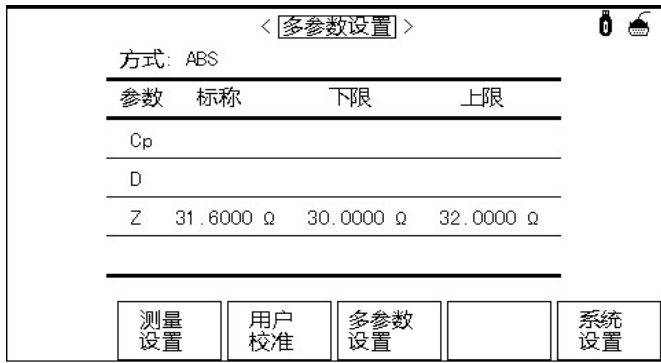 < 多参数设置 >
方式: ABS
参数 标称 下限 上限
Cp
D
Z 31.6000 Ω 30.0000 Ω 32.0000 Ω
测量 用户 多参数 系统
设置 校准 设置 设置